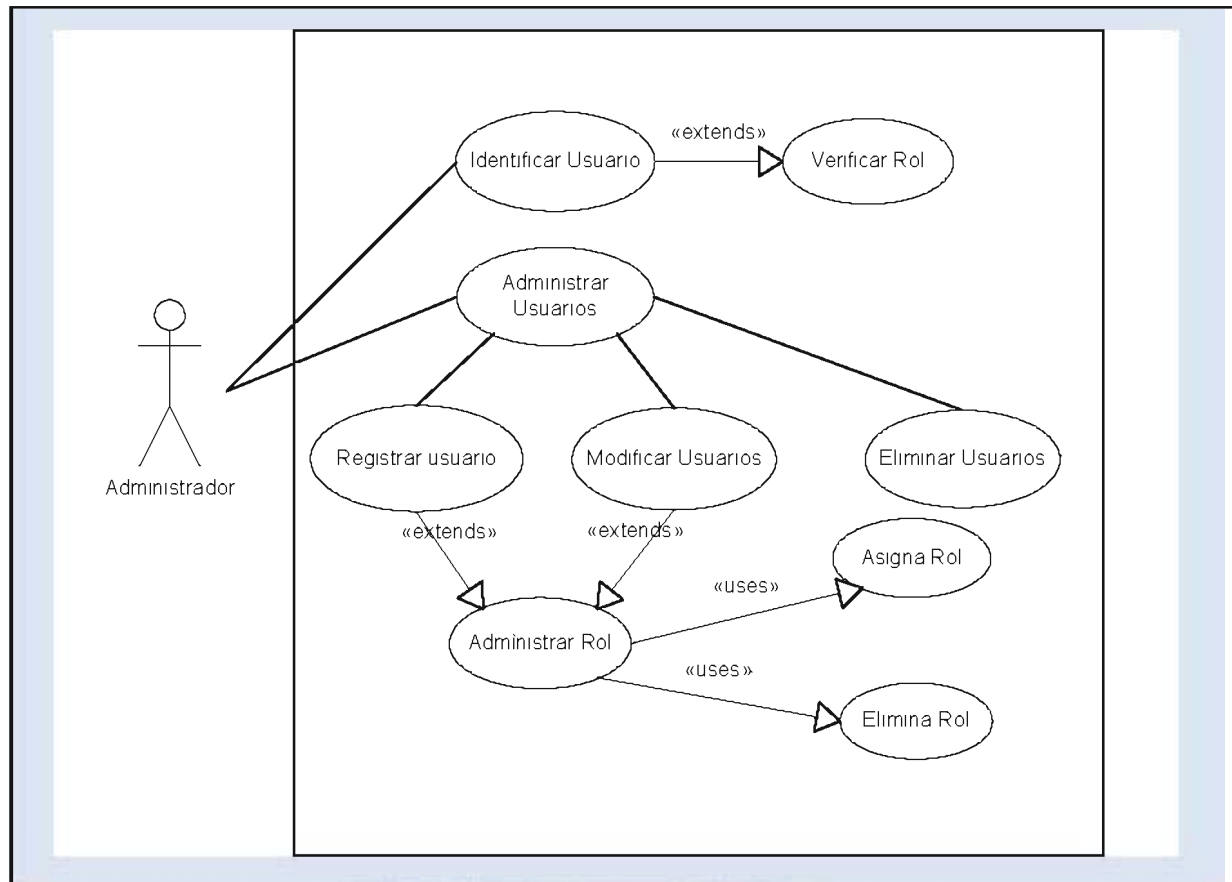 «extends»
Identificar Usuario
Verificar Rol
Administrar
Usuarios
Registrar usuario
Modificar Usuarios
Eliminar Usuarios
Administrador
«extends»
«extends»
Asigna Rol
«uses»
Administrar Rol
«uses»
Elimina Rol